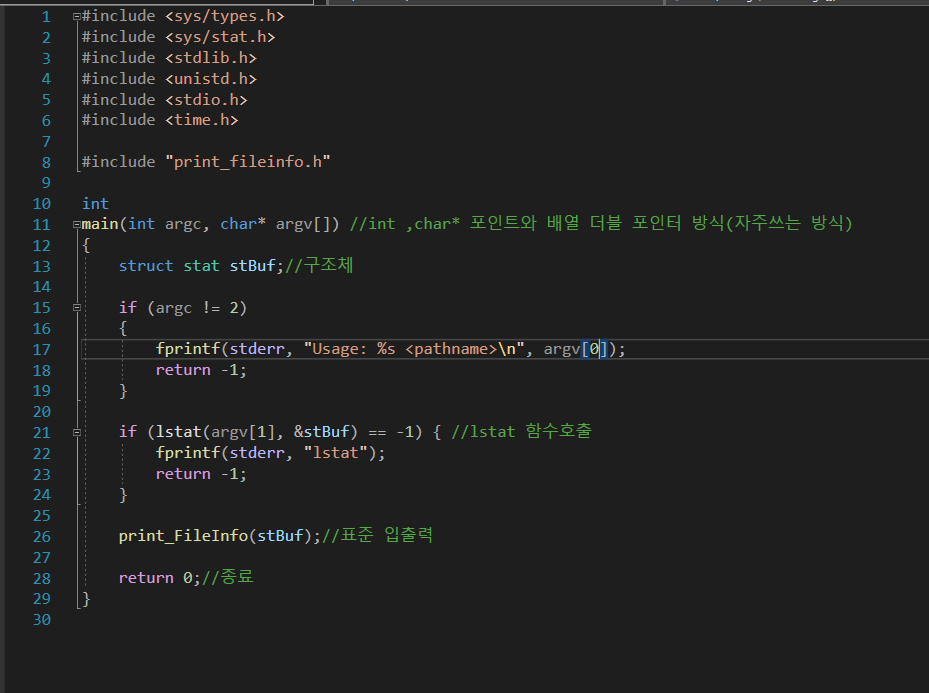 1 #include <sys/types.h>
2 #include <sys/stat.h>
3 #include <stdlib.h>
4 #include <unistd.h>
5 #include <stdio.h>
6 #include <time.h>
7
8 #include "print_fileinfo.h"
9
10 int
11 main(int argc, char* argv[]) //int ,char* 포인트와 배열 더블 포인터 방식(자주쓰는 방식)
12 {
13 struct stat stBuf;//구조체
14
15 if (argc != 2)
16 {
17 fprintf(stderr, "Usage: %s <pathname>\n", argv[0]);
18 return -1;
19 }
20
21 if (lstat(argv[1], &stBuf) == -1) { //lstat 함수호출
22 fprintf(stderr, "lstat");
23 return -1;
24 }
25
26 print_FileInfo(stBuf);//표준 입출력
27
28 return 0;//종료
29 }
30